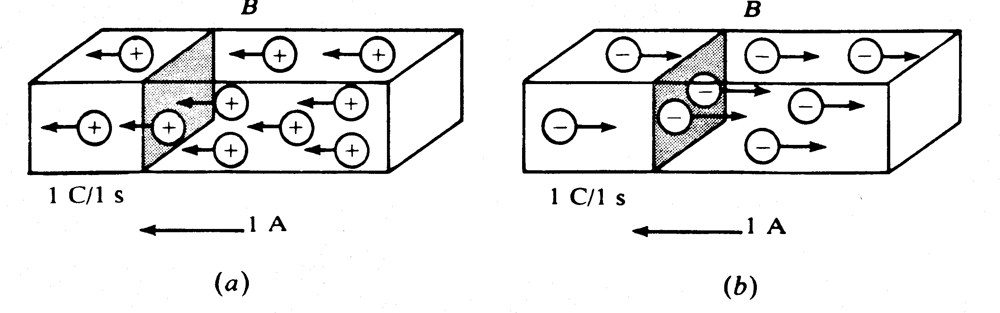 B B
+ + +
− − −
+ +
− −
−
+ + +
−
+ +
−
1 C/1 s 1 C/1 s
1 A 1 A
(a) (b)